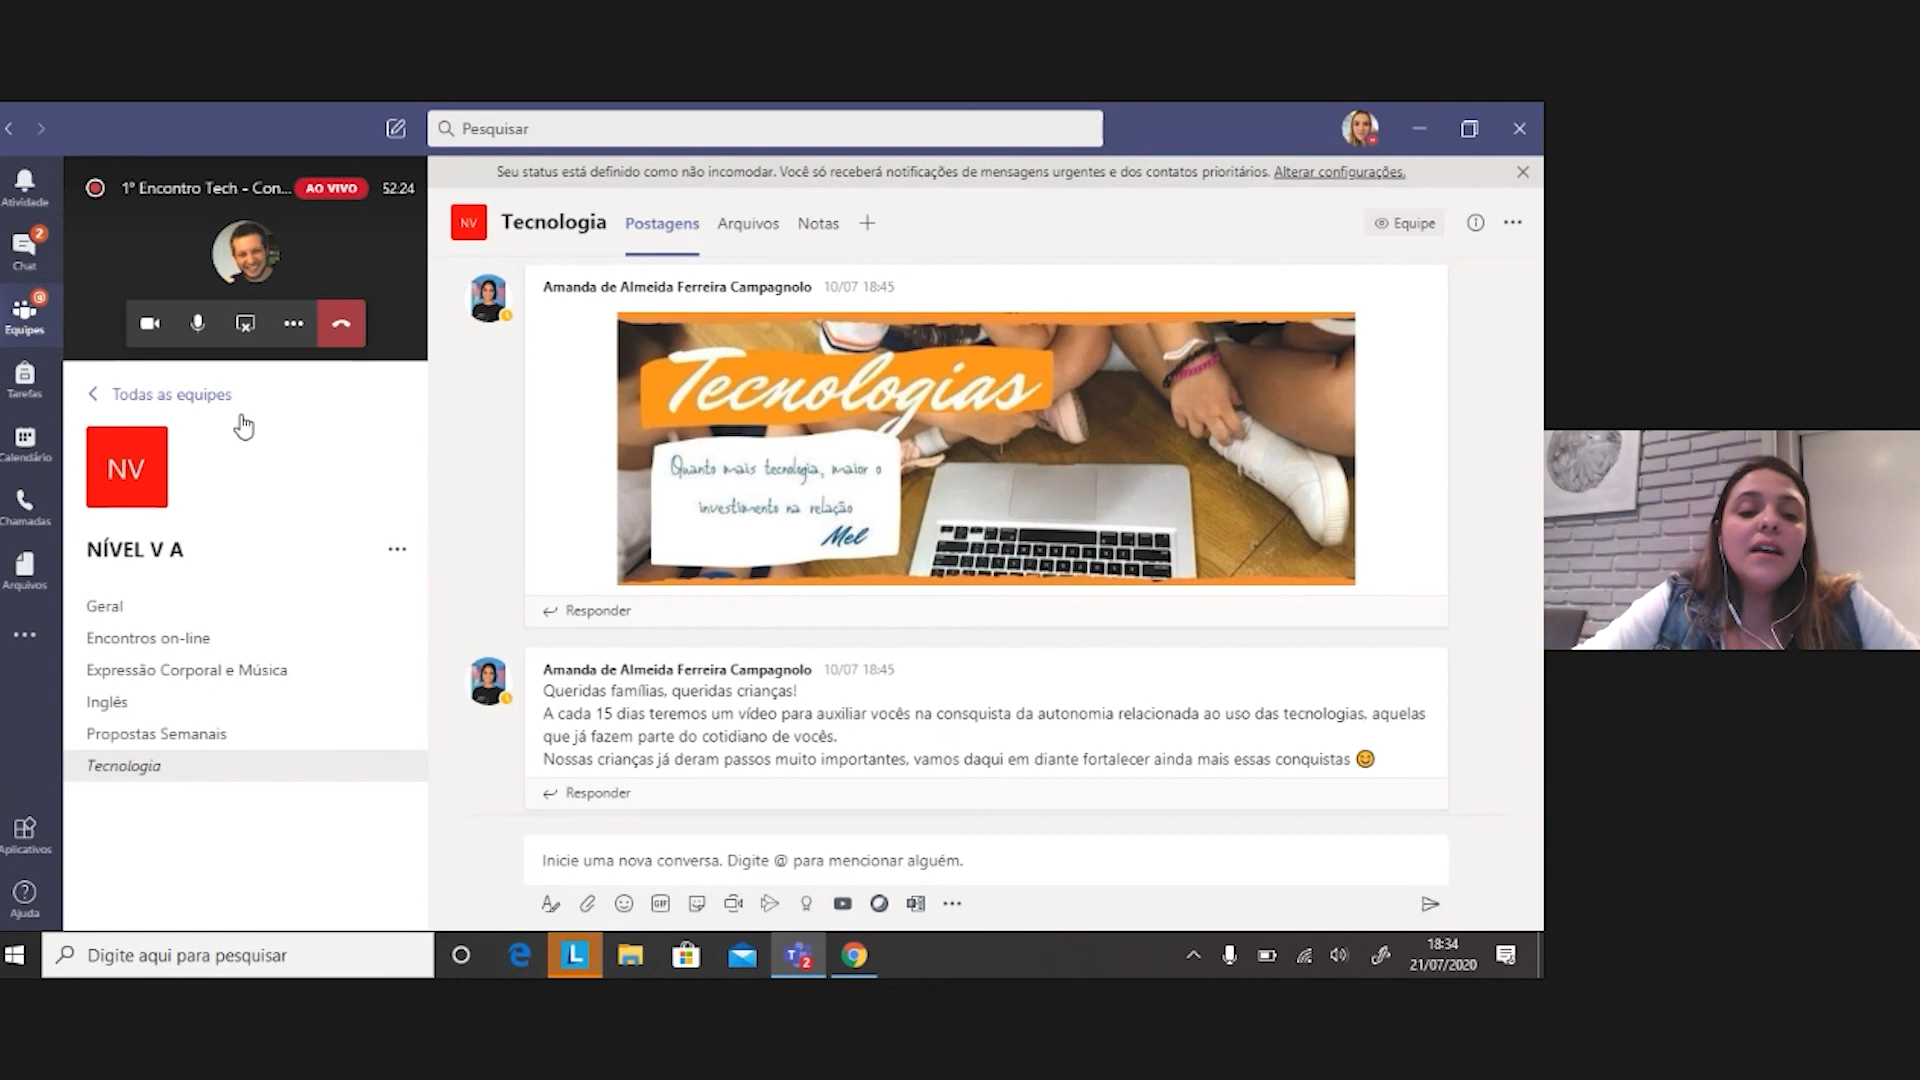 Pesquisar
Seu status está definido como não incomodar. Você só receberá notificações de mensagens urgentes e dos contatos prioritários. Alterar configurações.
1º Encontro Tech - Con... AO VIVO 52:24
Atividade
2
Chat
Equipes
Tarefas
Calendário
Chamadas
Arquivos
Aplicativos
Ajuda
Todas as equipes
NV
NÍVEL V A
Geral
Encontros on-line
Expressão Corporal e Música
Inglês
Propostas Semanais
Tecnologia
NV Tecnologia Postagens Arquivos Notas
Equipe
Amanda de Almeida Ferreira Campagnolo 10/07 18:45
Tecnologias
Quanto mais tecnologia, maior o
investimento na relação
Mel
Responder
Amanda de Almeida Ferreira Campagnolo 10/07 18:45
Queridas famílias, queridas crianças!
A cada 15 dias teremos um vídeo para auxiliar vocês na consquista da autonomia relacionada ao uso das tecnologias, aquelas
que já fazem parte do cotidiano de vocês.
Nossas crianças já deram passos muito importantes, vamos daqui em diante fortalecer ainda mais essas conquistas 😊
Responder
Inicie uma nova conversa. Digite @ para mencionar alguém.
GIF
Digite aqui para pesquisar
L
2
18:34
21/07/2020